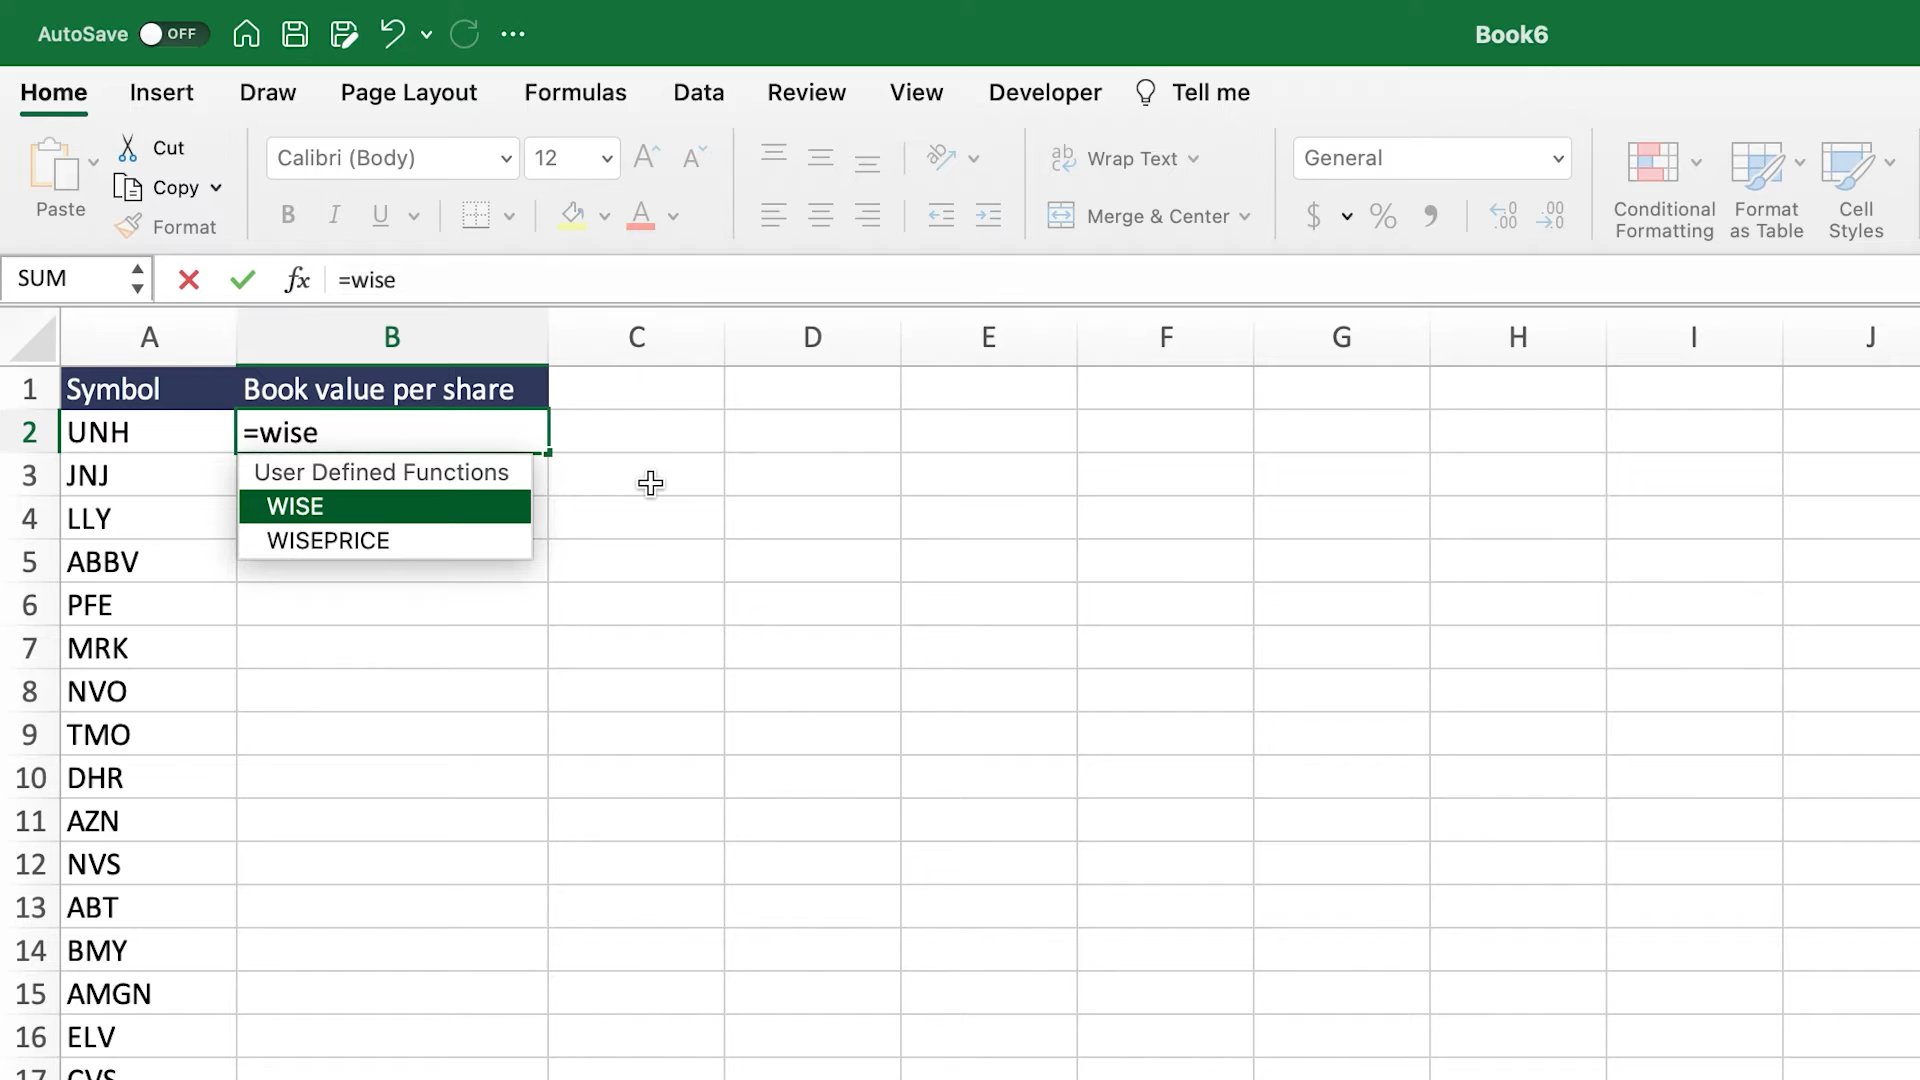 AutoSave OFF Book6
Home Insert Draw Page Layout Formulas Data Review View Developer Tell me
Paste
Cut
Copy
Format
Calibri (Body) 12
B I U A
Wrap Text
Merge & Center
General
$ % 9
Conditional Formatting
Format as Table
Cell Styles
SUM fx =wise
A B C D E F G H I J
1 Symbol Book value per share
2 UNH =wise
User Defined Functions
WISE
WISEPRICE
3 JNJ
4 LLY
5 ABBV
6 PFE
7 MRK
8 NVO
9 TMO
10 DHR
11 AZN
12 NVS
13 ABT
14 BMY
15 AMGN
16 ELV
17 CVS